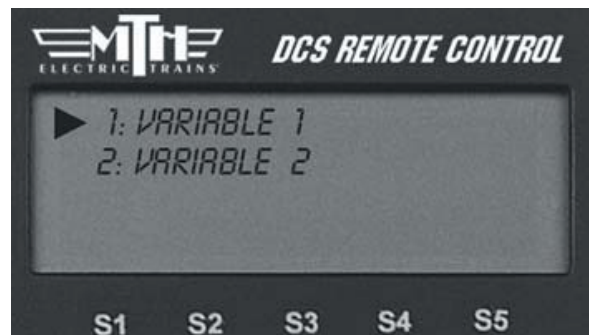 MTH
ELECTRIC TRAINS
DCS REMOTE CONTROL
1: VARIABLE 1
2: VARIABLE 2
S1 S2 S3 S4 S5